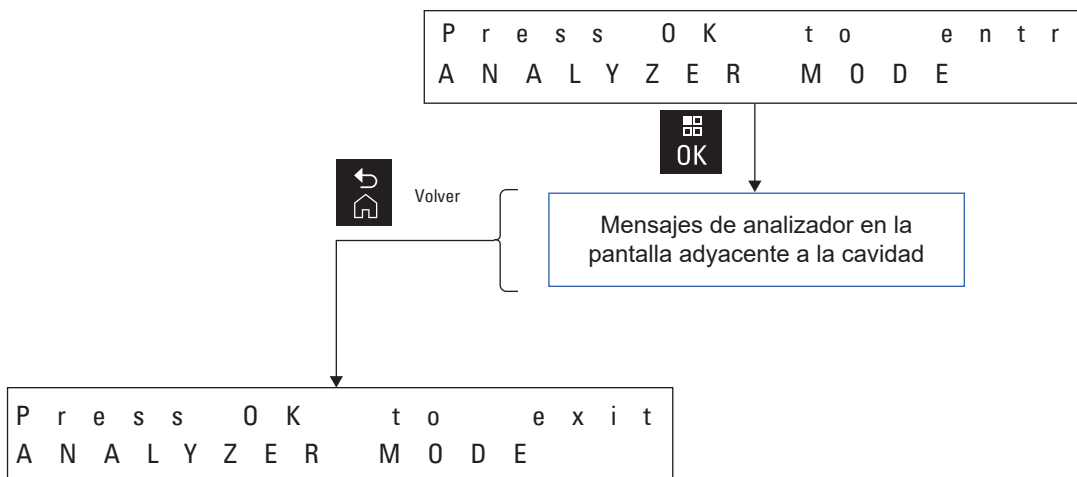 Press OK to entr
ANALYZER MODE
OK
Volver
Mensajes de analizador en la
pantalla adyacente a la cavidad
Press OK to exit
ANALYZER MODE